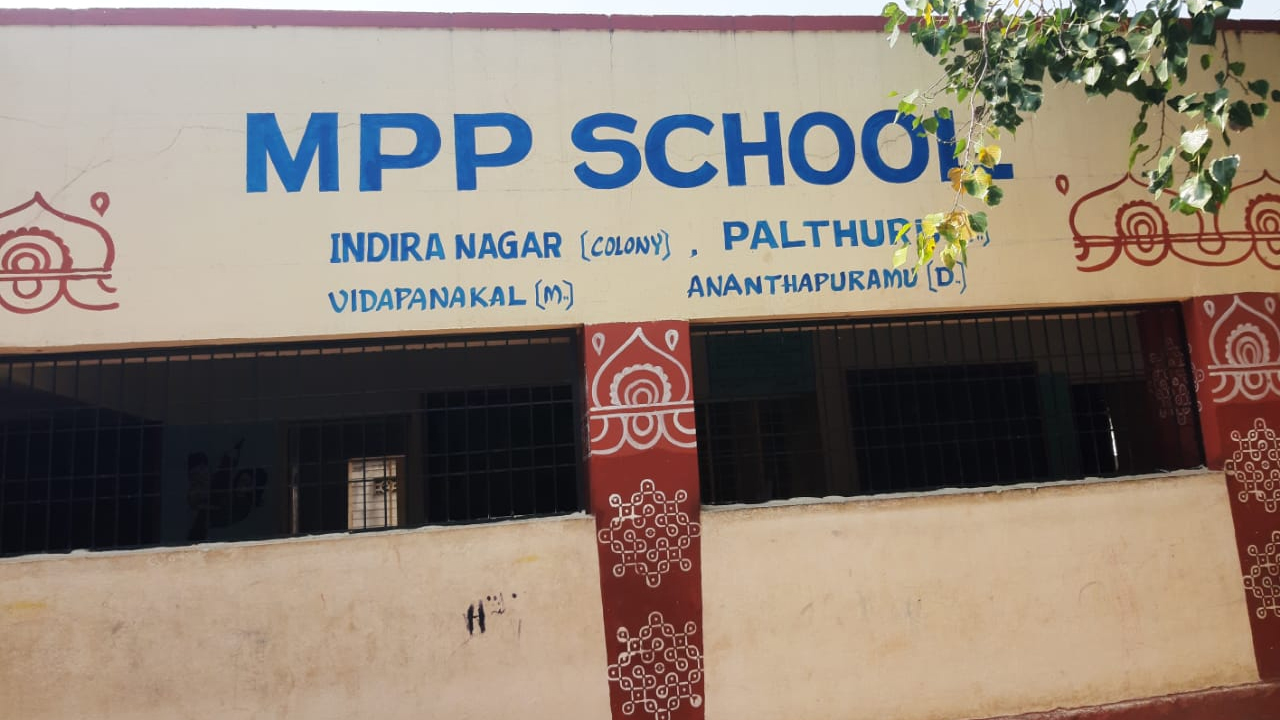 MPP SCHOOL
INDIRA NAGAR (COLONY), PALTHUR
VIDAPANAKAL (M..) ANANTHAPURAMU (D..)